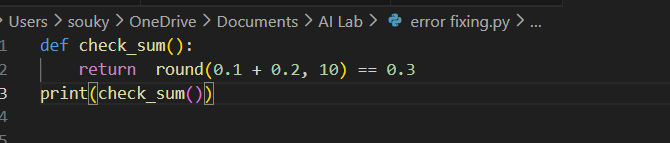 Users > souky > OneDrive > Documents > AI Lab > error fixing.py > ...
1 def check_sum():
2 return  round(0.1 + 0.2, 10) == 0.3
3 print(check_sum())
4
5